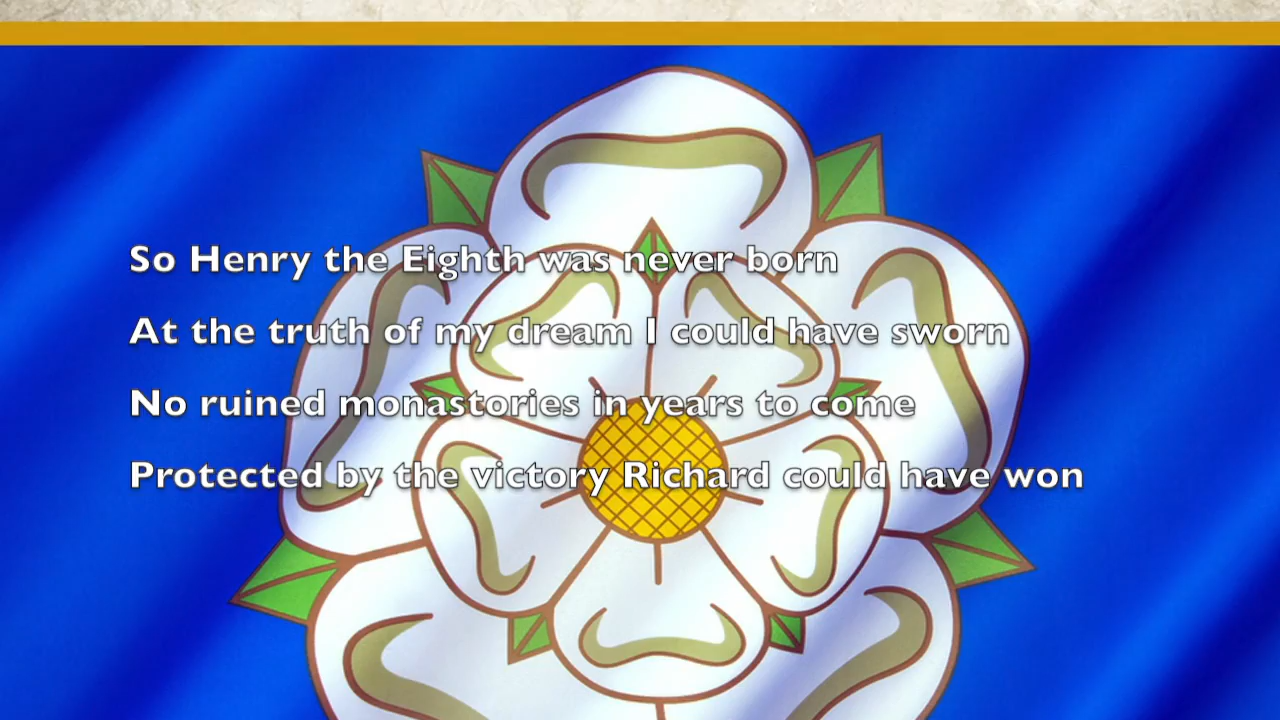 So Henry the Eighth was never born
At the truth of my dream I could have sworn
No ruined monastories in years to come
Protected by the victory Richard could have won